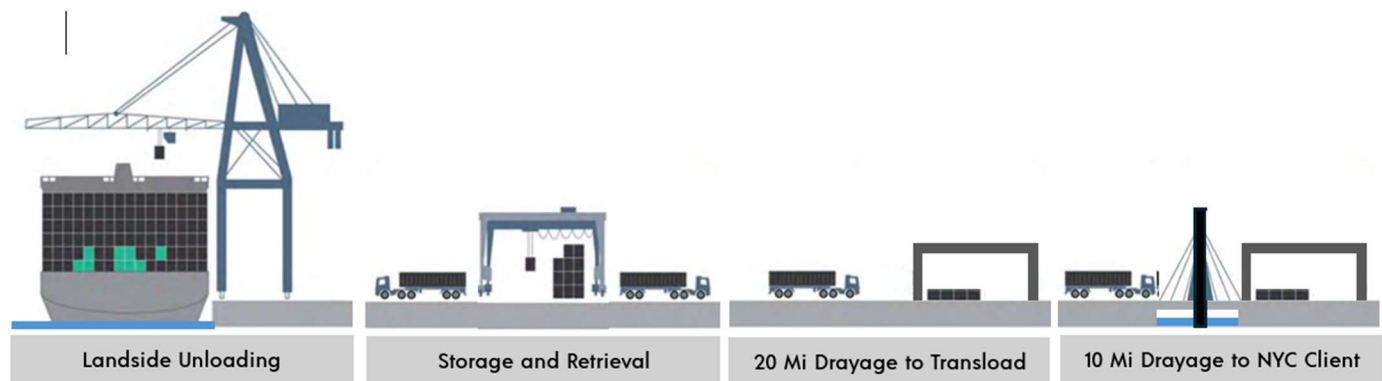 Landside Unloading
Storage and Retrieval
20 Mi Drayage to Transload
10 Mi Drayage to NYC Client